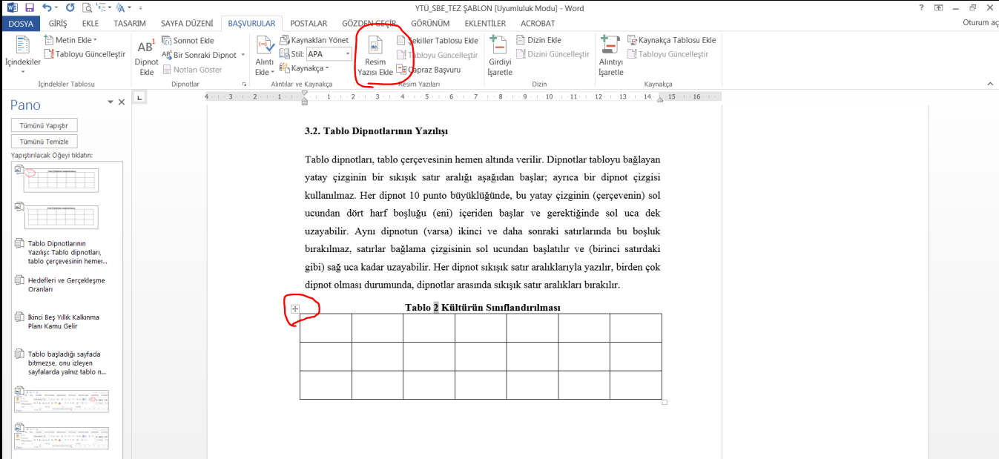 YTÜ_SBE_TEZ ŞABLON [Uyumluluk Modu] - Word
DOSYA GİRİŞ EKLE TASARIM SAYFA DÜZENİ BAŞVURULAR POSTALAR GÖZDEN GEÇİR GÖRÜNÜM EKLENTİLER ACROBAT Oturum aç
İçindekiler
Metin Ekle
Tabloyu Güncelleştir
İçindekiler Tablosu
AB1
Dipnot
Ekle
Sonnot Ekle
Bir Sonraki Dipnot
Notları Göster
Dipnotlar
Alıntı
Ekle
Kaynakları Yönet
Stil: APA
Kaynakça
Alıntılar ve Kaynakça
Resim
Yazısı Ekle
Şekiller Tablosu Ekle
Tabloyu Güncelleştir
Çapraz Başvuru
Resim Yazıları
Girdiyi
İşaretle
Dizin Ekle
Dizini Güncelleştir
Dizin
Alıntıyı
İşaretle
Kaynakça Tablosu Ekle
Tabloyu Güncelleştir
Kaynakça
Pano
Tümünü Yapıştır
Tümünü Temizle
Yapıştırılacak Öğeyi tıklatın:
Tablo Dipnotlarının
Yazılışı: Tablo dipnotları,
tablo çerçevesinin hemen...
Hedefleri ve Gerçekleşme
Oranları
İkinci Beş Yıllık Kalkınma
Planı Kamu Gelir
Tablo başladığı sayfada
bitmezse, onu izleyen
sayfalarda yalnız tablo n...
4 3 2 1 1 2 3 4 5 6 7 8 9 10 11 12 13 14 15 16
3.2. Tablo Dipnotlarının Yazılışı
Tablo dipnotları, tablo çerçevesinin hemen altında verilir. Dipnotlar tabloyu bağlayan
yatay çizginin bir sıkışık satır aralığı aşağıdan başlar; ayrıca bir dipnot çizgisi
kullanılmaz. Her dipnot 10 punto büyüklüğünde, bu yatay çizginin (çerçevenin) sol
ucundan dört harf boşluğu (eni) içeriden başlar ve gerektiğinde sol uca dek
uzayabilir. Aynı dipnotun (varsa) ikinci ve daha sonraki satırlarında bu boşluk
bırakılmaz, satırlar bağlama çizgisinin sol ucundan başlatılır ve (birinci satırdaki
gibi) sağ uca kadar uzayabilir. Her dipnot sıkışık satır aralıklarıyla yazılır, birden çok
dipnot olması durumunda, dipnotlar arasında sıkışık satır aralıkları bırakılır.
Tablo 2 Kültürün Sınıflandırılması